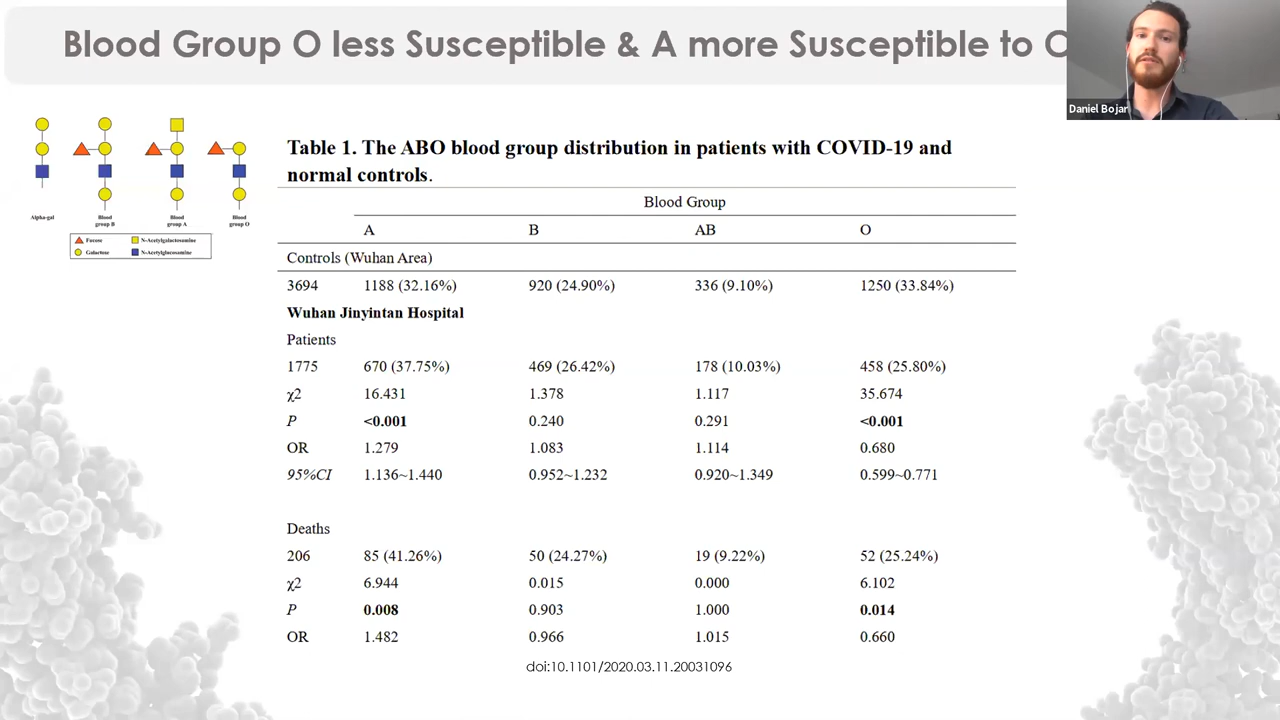 Blood Group O less Susceptible & A more Susceptible to
Daniel Bojar
Alpha-gal
Blood group B
Blood group A
Blood group O
Fucose
N-Acetylgalactosamine
Galactose
N-Acetylglucosamine
Table 1. The ABO blood group distribution in patients with COVID-19 and
normal controls.
Blood Group
A B AB O
Controls (Wuhan Area)
3694 1188 (32.16%) 920 (24.90%) 336 (9.10%) 1250 (33.84%)
Wuhan Jinyintan Hospital
Patients
1775 670 (37.75%) 469 (26.42%) 178 (10.03%) 458 (25.80%)
χ2 16.431 1.378 1.117 35.674
P <0.001 0.240 0.291 <0.001
OR 1.279 1.083 1.114 0.680
95%CI 1.136~1.440 0.952~1.232 0.920~1.349 0.599~0.771
Deaths
206 85 (41.26%) 50 (24.27%) 19 (9.22%) 52 (25.24%)
χ2 6.944 0.015 0.000 6.102
P 0.008 0.903 1.000 0.014
OR 1.482 0.966 1.015 0.660
doi:10.1101/2020.03.11.20031096